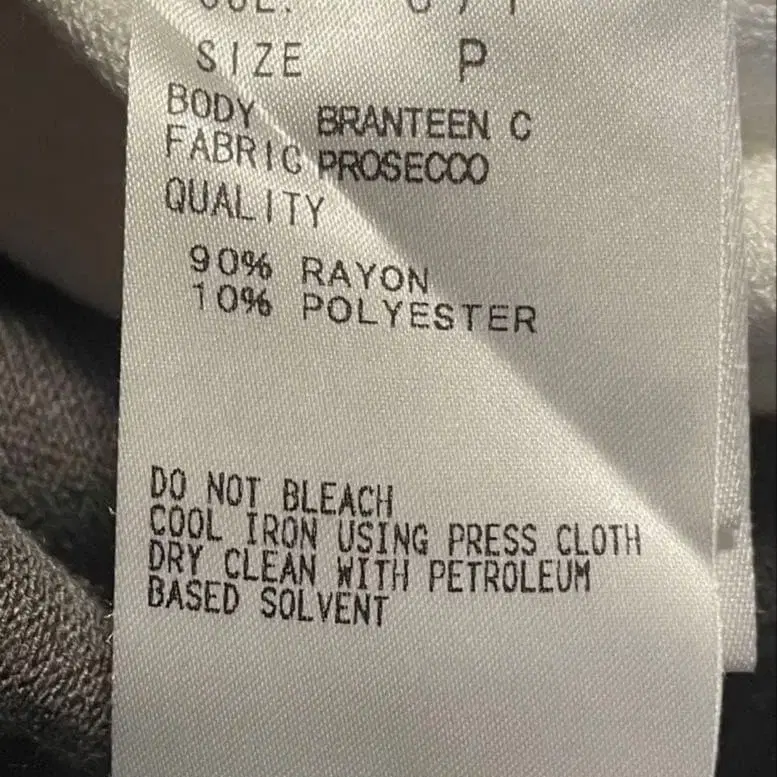 SIZE P
BODY BRANTEEN C
FABRIC PROSECCO
QUALITY
90% RAYON
10% POLYESTER
DO NOT BLEACH
COOL IRON USING PRESS CLOTH
DRY CLEAN WITH PETROLEUM
BASED SOLVENT